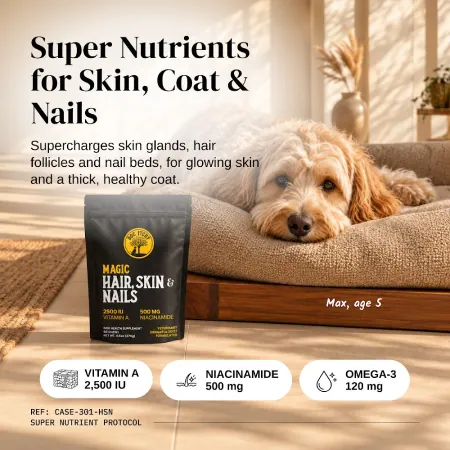 Super Nutrients
for Skin, Coat &
Nails
Supercharges skin glands, hair
follicles and nail beds, for glowing skin
and a thick, healthy coat.
MAGIC
HAIR, SKIN &
NAILS
VITAMIN A
500 MG
NIACINAMIDE
Max, age 5
VITAMIN A
2,500 IU
NIACINAMIDE
500 mg
OMEGA-3
120 mg
REF: CASE-301-HSN
SUPER NUTRIENT PROTOCOL